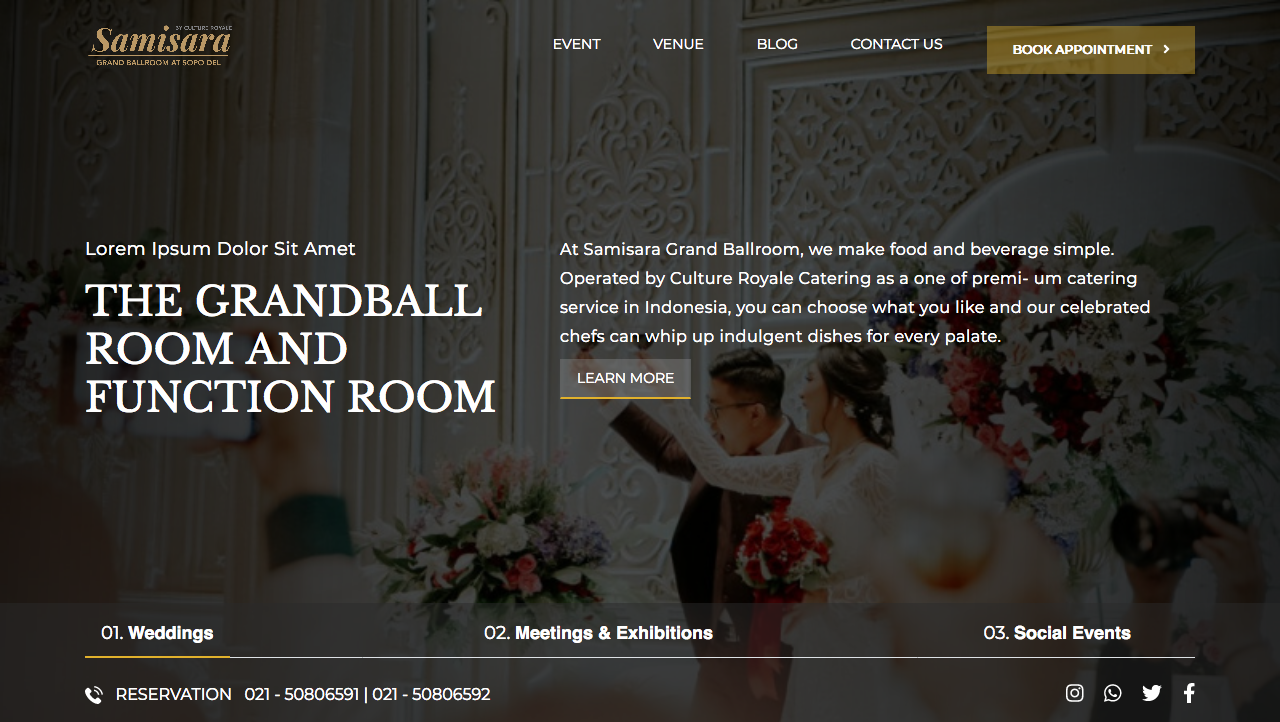 BY CULTURE ROYALE
Samisara
GRAND BALLROOM AT SOPO DEL
EVENT
VENUE
BLOG
CONTACT US
BOOK APPOINTMENT
Lorem Ipsum Dolor Sit Amet
THE GRANDBALL
ROOM AND
FUNCTION ROOM
At Samisara Grand Ballroom, we make food and beverage simple.
Operated by Culture Royale Catering as a one of premi- um catering
service in Indonesia, you can choose what you like and our celebrated
chefs can whip up indulgent dishes for every palate.
LEARN MORE
01. Weddings
02. Meetings & Exhibitions
03. Social Events
RESERVATION 021 - 50806591 | 021 - 50806592